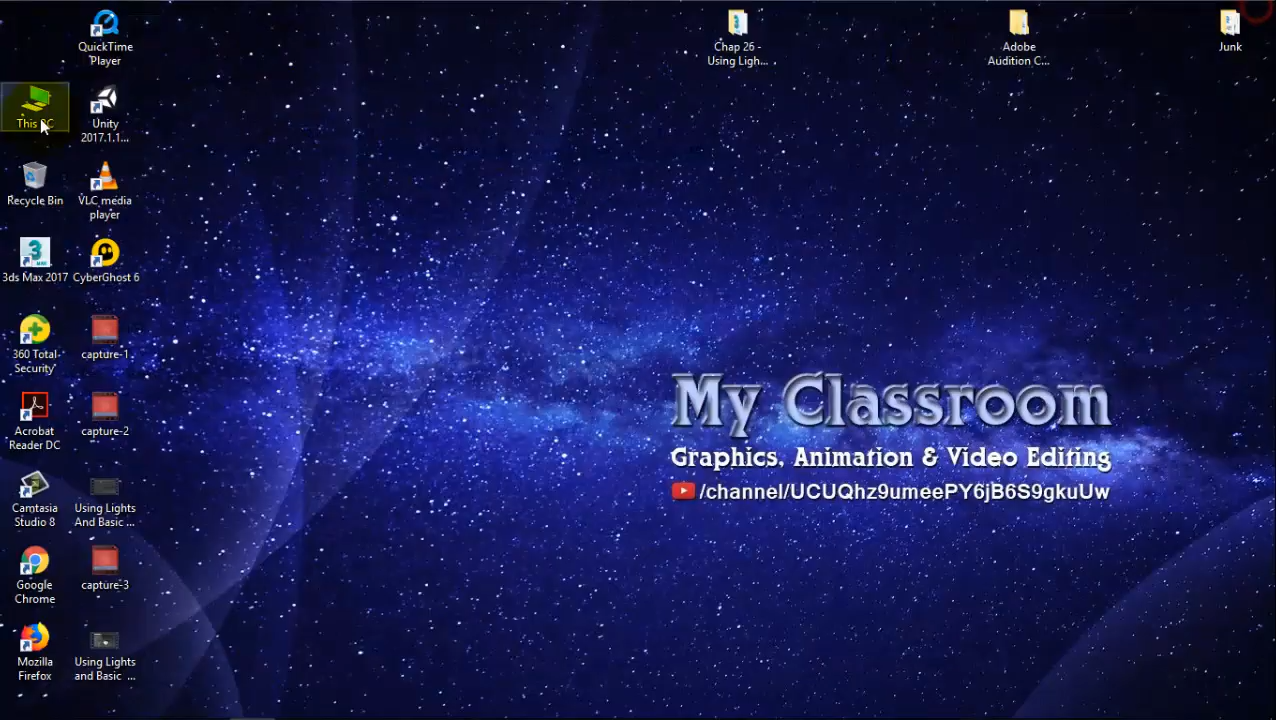 QuickTime
Player
Chap 26 -
Using Ligh...
Adobe
Audition C...
Junk
This PC
Unity
2017.1.1...
Recycle Bin
VLC media
player
3ds Max 2017
CyberGhost 6
360 Total
Security
capture-1
Acrobat
Reader DC
capture-2
My Classroom
Graphics, Animation & Video Editing
/channel/UCUQhz9umeePY6jB6S9gkuUw
Camtasia
Studio 8
Using Lights
And Basic ...
Google
Chrome
capture-3
Mozilla
Firefox
Using Lights
and Basic ...